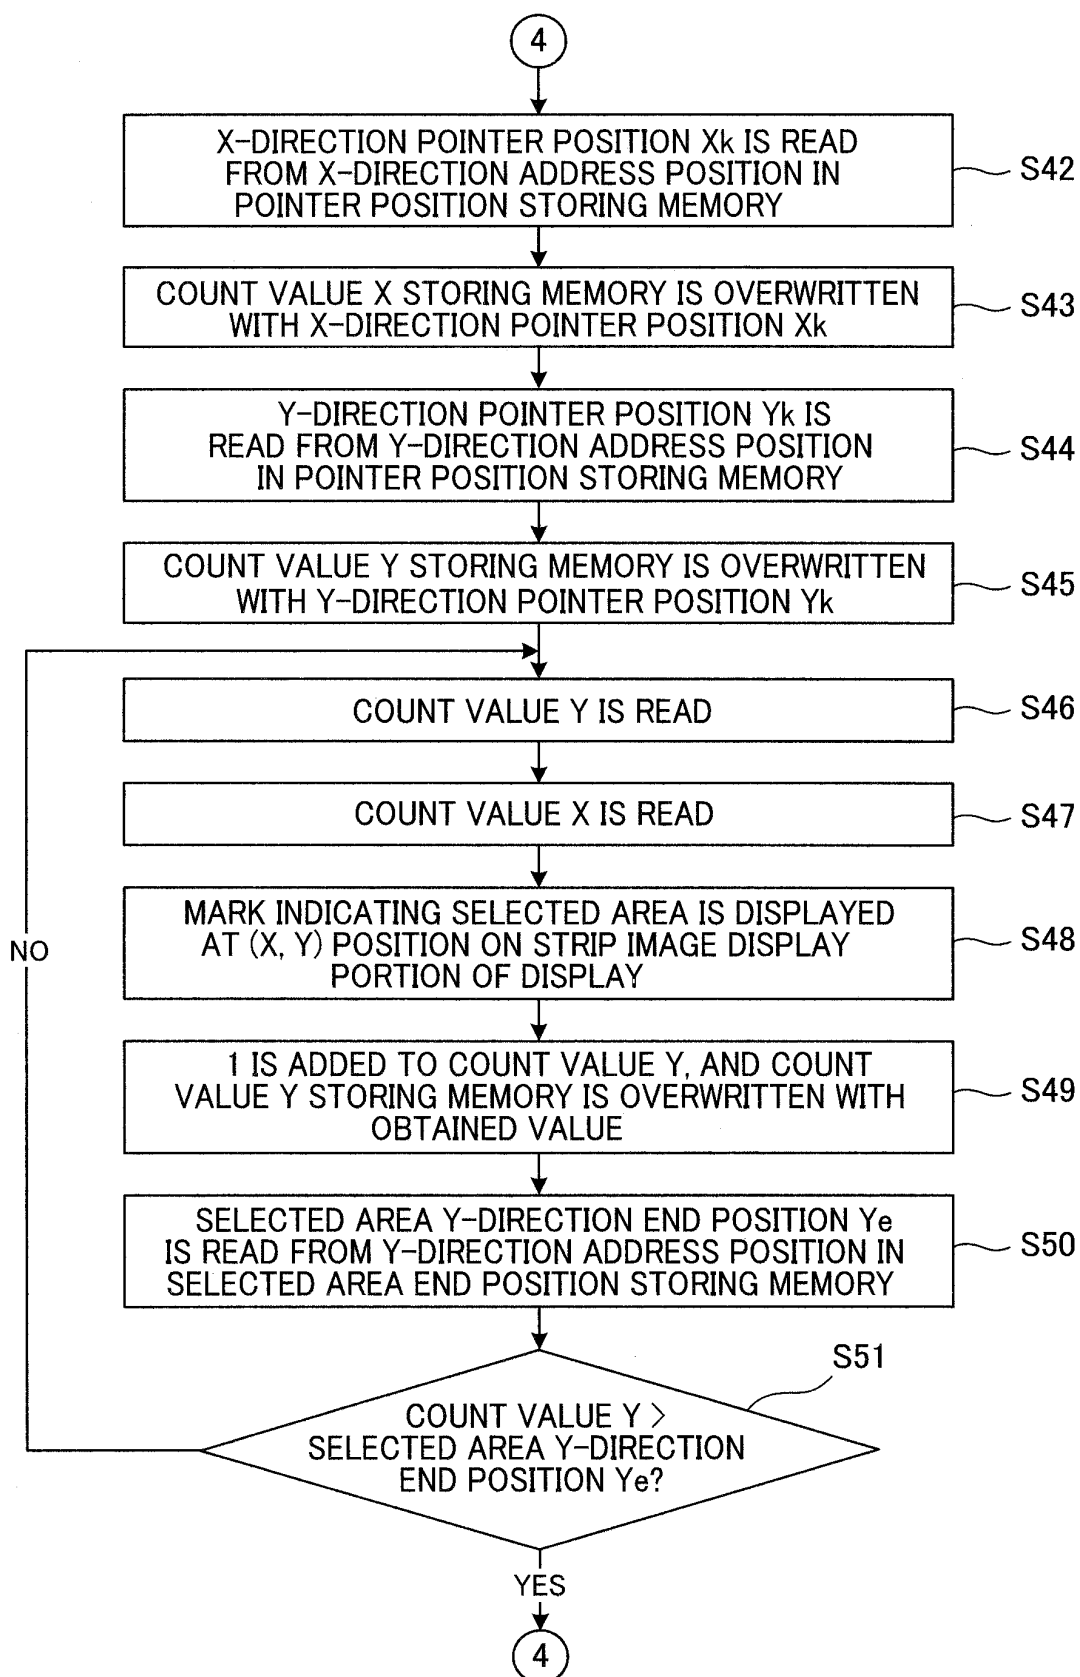 4
X-DIRECTION POINTER POSITION Xk IS READ
FROM X-DIRECTION ADDRESS POSITION IN
POINTER POSITION STORING MEMORY
S42
COUNT VALUE X STORING MEMORY IS OVERWRITTEN
WITH X-DIRECTION POINTER POSITION Xk
S43
Y-DIRECTION POINTER POSITION Yk IS
READ FROM Y-DIRECTION ADDRESS POSITION
IN POINTER POSITION STORING MEMORY
S44
COUNT VALUE Y STORING MEMORY IS OVERWRITTEN
WITH Y-DIRECTION POINTER POSITION Yk
S45
COUNT VALUE Y IS READ
S46
COUNT VALUE X IS READ
S47
MARK INDICATING SELECTED AREA IS DISPLAYED
AT (X, Y) POSITION ON STRIP IMAGE DISPLAY
PORTION OF DISPLAY
S48
NO
1 IS ADDED TO COUNT VALUE Y, AND COUNT
VALUE Y STORING MEMORY IS OVERWRITTEN WITH
OBTAINED VALUE
S49
SELECTED AREA Y-DIRECTION END POSITION Ye
IS READ FROM Y-DIRECTION ADDRESS POSITION IN
SELECTED AREA END POSITION STORING MEMORY
S50
S51
COUNT VALUE Y >
SELECTED AREA Y-DIRECTION
END POSITION Ye?
YES
4